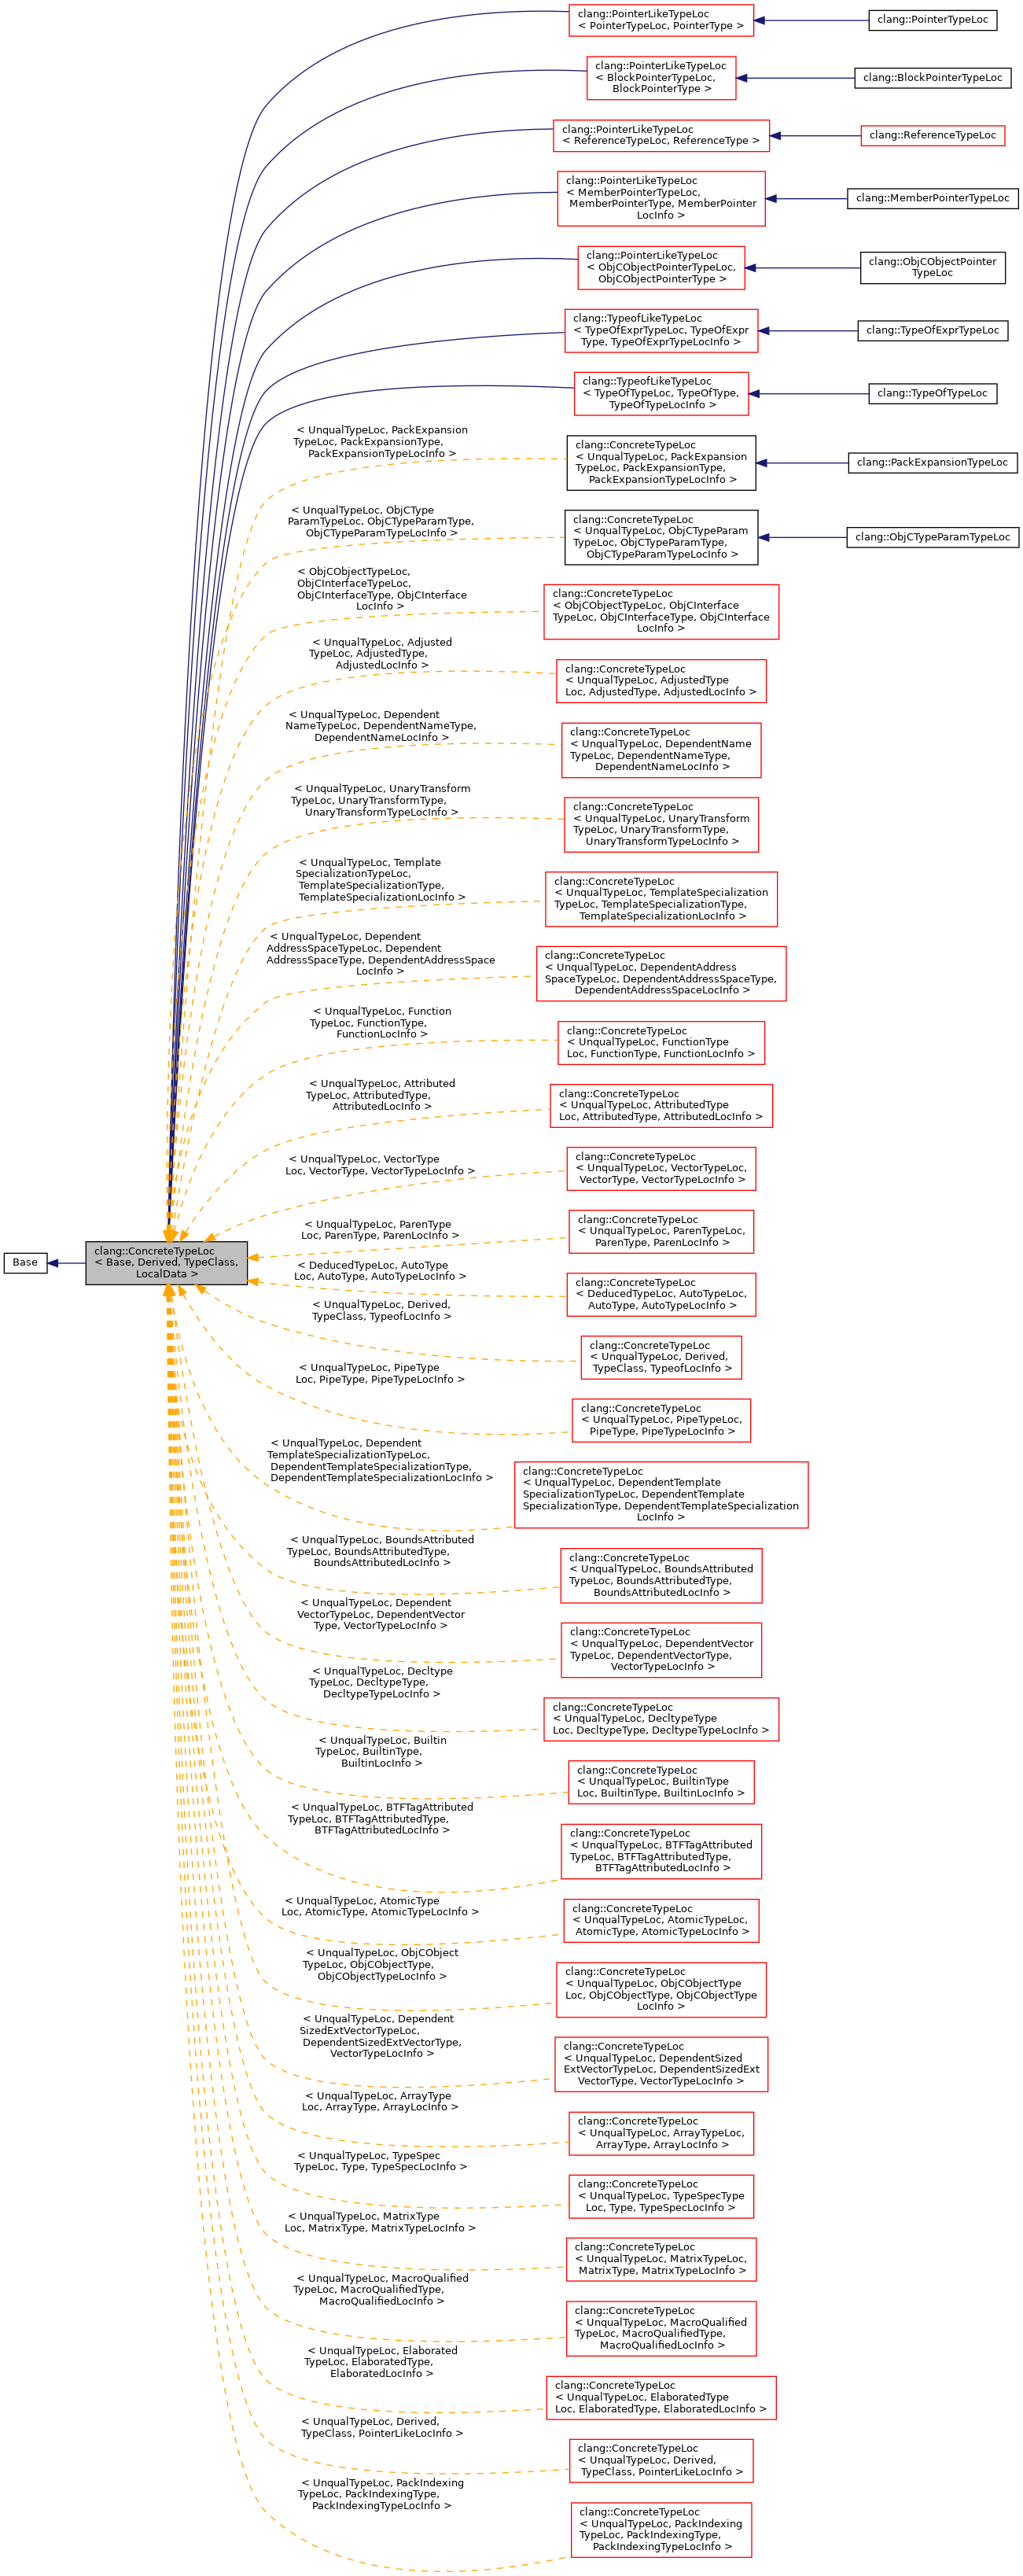 clang::PointerLikeTypeLoc
< PointerTypeLoc, PointerType >
clang::PointerTypeLoc
clang::PointerLikeTypeLoc
< BlockPointerTypeLoc,
BlockPointerType >
clang::BlockPointerTypeLoc
clang::PointerLikeTypeLoc
< ReferenceTypeLoc, ReferenceType >
clang::ReferenceTypeLoc
clang::PointerLikeTypeLoc
< MemberPointerTypeLoc,
MemberPointerType, MemberPointer
LocInfo >
clang::MemberPointerTypeLoc
clang::PointerLikeTypeLoc
< ObjCObjectPointerTypeLoc,
ObjCObjectPointerType >
clang::ObjCObjectPointer
TypeLoc
clang::TypeofLikeTypeLoc
< TypeOfExprTypeLoc, TypeOfExpr
Type, TypeOfExprTypeLocInfo >
clang::TypeOfExprTypeLoc
clang::TypeofLikeTypeLoc
< TypeOfTypeLoc, TypeOfType,
TypeOfTypeLocInfo >
clang::TypeOfTypeLoc
< UnqualTypeLoc, PackExpansion
TypeLoc, PackExpansionType,
PackExpansionTypeLocInfo >
clang::ConcreteTypeLoc
< UnqualTypeLoc, PackExpansion
TypeLoc, PackExpansionType,
PackExpansionTypeLocInfo >
clang::PackExpansionTypeLoc
< UnqualTypeLoc, ObjCType
ParamTypeLoc, ObjCTypeParamType,
ObjCTypeParamTypeLocInfo >
clang::ConcreteTypeLoc
< UnqualTypeLoc, ObjCTypeParam
TypeLoc, ObjCTypeParamType,
ObjCTypeParamTypeLocInfo >
clang::ObjCTypeParamTypeLoc
< ObjCObjectTypeLoc,
ObjCInterfaceTypeLoc,
ObjCInterfaceType, ObjCInterface
LocInfo >
clang::ConcreteTypeLoc
< ObjCObjectTypeLoc, ObjCInterface
TypeLoc, ObjCInterfaceType, ObjCInterface
LocInfo >
< UnqualTypeLoc, Adjusted
TypeLoc, AdjustedType,
AdjustedLocInfo >
clang::ConcreteTypeLoc
< UnqualTypeLoc, AdjustedType
Loc, AdjustedType, AdjustedLocInfo >
< UnqualTypeLoc, Dependent
NameTypeLoc, DependentNameType,
DependentNameLocInfo >
clang::ConcreteTypeLoc
< UnqualTypeLoc, DependentName
TypeLoc, DependentNameType,
DependentNameLocInfo >
< UnqualTypeLoc, UnaryTransform
TypeLoc, UnaryTransformType,
UnaryTransformTypeLocInfo >
clang::ConcreteTypeLoc
< UnqualTypeLoc, UnaryTransform
TypeLoc, UnaryTransformType,
UnaryTransformTypeLocInfo >
< UnqualTypeLoc, Template
SpecializationTypeLoc,
TemplateSpecializationType,
TemplateSpecializationLocInfo >
clang::ConcreteTypeLoc
< UnqualTypeLoc, TemplateSpecialization
TypeLoc, TemplateSpecializationType,
TemplateSpecializationLocInfo >
< UnqualTypeLoc, Dependent
AddressSpaceTypeLoc, Dependent
AddressSpaceType, DependentAddressSpace
LocInfo >
clang::ConcreteTypeLoc
< UnqualTypeLoc, DependentAddress
SpaceTypeLoc, DependentAddressSpaceType,
DependentAddressSpaceLocInfo >
< UnqualTypeLoc, Function
TypeLoc, FunctionType,
FunctionLocInfo >
clang::ConcreteTypeLoc
< UnqualTypeLoc, FunctionType
Loc, FunctionType, FunctionLocInfo >
< UnqualTypeLoc, Attributed
TypeLoc, AttributedType,
AttributedLocInfo >
clang::ConcreteTypeLoc
< UnqualTypeLoc, AttributedType
Loc, AttributedType, AttributedLocInfo >
< UnqualTypeLoc, VectorType
Loc, VectorType, VectorTypeLocInfo >
clang::ConcreteTypeLoc
< UnqualTypeLoc, VectorTypeLoc,
VectorType, VectorTypeLocInfo >
< UnqualTypeLoc, ParenType
Loc, ParenType, ParenLocInfo >
clang::ConcreteTypeLoc
< UnqualTypeLoc, ParenTypeLoc,
ParenType, ParenLocInfo >
Base
clang::ConcreteTypeLoc
< Base, Derived, TypeClass,
LocalData >
< DeducedTypeLoc, AutoType
Loc, AutoType, AutoTypeLocInfo >
clang::ConcreteTypeLoc
< DeducedTypeLoc, AutoTypeLoc,
AutoType, AutoTypeLocInfo >
< UnqualTypeLoc, Derived,
TypeClass, TypeofLocInfo >
clang::ConcreteTypeLoc
< UnqualTypeLoc, Derived,
TypeClass, TypeofLocInfo >
< UnqualTypeLoc, PipeType
Loc, PipeType, PipeTypeLocInfo >
clang::ConcreteTypeLoc
< UnqualTypeLoc, PipeTypeLoc,
PipeType, PipeTypeLocInfo >
< UnqualTypeLoc, Dependent
TemplateSpecializationTypeLoc,
DependentTemplateSpecializationType,
DependentTemplateSpecializationLocInfo >
clang::ConcreteTypeLoc
< UnqualTypeLoc, DependentTemplate
SpecializationTypeLoc, DependentTemplate
SpecializationType, DependentTemplateSpecialization
LocInfo >
< UnqualTypeLoc, BoundsAttributed
TypeLoc, BoundsAttributedType,
BoundsAttributedLocInfo >
clang::ConcreteTypeLoc
< UnqualTypeLoc, BoundsAttributed
TypeLoc, BoundsAttributedType,
BoundsAttributedLocInfo >
< UnqualTypeLoc, Dependent
VectorTypeLoc, DependentVector
Type, VectorTypeLocInfo >
clang::ConcreteTypeLoc
< UnqualTypeLoc, DependentVector
TypeLoc, DependentVectorType,
VectorTypeLocInfo >
< UnqualTypeLoc, Decltype
TypeLoc, DecltypeType,
DecltypeTypeLocInfo >
clang::ConcreteTypeLoc
< UnqualTypeLoc, DecltypeType
Loc, DecltypeType, DecltypeTypeLocInfo >
< UnqualTypeLoc, Builtin
TypeLoc, BuiltinType,
BuiltinLocInfo >
clang::ConcreteTypeLoc
< UnqualTypeLoc, BuiltinType
Loc, BuiltinType, BuiltinLocInfo >
< UnqualTypeLoc, BTFTagAttributed
TypeLoc, BTFTagAttributedType,
BTFTagAttributedLocInfo >
clang::ConcreteTypeLoc
< UnqualTypeLoc, BTFTagAttributed
TypeLoc, BTFTagAttributedType,
BTFTagAttributedLocInfo >
< UnqualTypeLoc, AtomicType
Loc, AtomicType, AtomicTypeLocInfo >
clang::ConcreteTypeLoc
< UnqualTypeLoc, AtomicTypeLoc,
AtomicType, AtomicTypeLocInfo >
< UnqualTypeLoc, ObjCObject
TypeLoc, ObjCObjectType,
ObjCObjectTypeLocInfo >
clang::ConcreteTypeLoc
< UnqualTypeLoc, ObjCObjectType
Loc, ObjCObjectType, ObjCObjectType
LocInfo >
< UnqualTypeLoc, Dependent
SizedExtVectorTypeLoc,
DependentSizedExtVectorType,
VectorTypeLocInfo >
clang::ConcreteTypeLoc
< UnqualTypeLoc, DependentSized
ExtVectorTypeLoc, DependentSizedExt
VectorType, VectorTypeLocInfo >
< UnqualTypeLoc, ArrayType
Loc, ArrayType, ArrayLocInfo >
clang::ConcreteTypeLoc
< UnqualTypeLoc, ArrayTypeLoc,
ArrayType, ArrayLocInfo >
< UnqualTypeLoc, TypeSpec
TypeLoc, Type, TypeSpecLocInfo >
clang::ConcreteTypeLoc
< UnqualTypeLoc, TypeSpecType
Loc, Type, TypeSpecLocInfo >
< UnqualTypeLoc, MatrixType
Loc, MatrixType, MatrixTypeLocInfo >
clang::ConcreteTypeLoc
< UnqualTypeLoc, MatrixTypeLoc,
MatrixType, MatrixTypeLocInfo >
< UnqualTypeLoc, MacroQualified
TypeLoc, MacroQualifiedType,
MacroQualifiedLocInfo >
clang::ConcreteTypeLoc
< UnqualTypeLoc, MacroQualified
TypeLoc, MacroQualifiedType,
MacroQualifiedLocInfo >
< UnqualTypeLoc, Elaborated
TypeLoc, ElaboratedType,
ElaboratedLocInfo >
clang::ConcreteTypeLoc
< UnqualTypeLoc, ElaboratedType
Loc, ElaboratedType, ElaboratedLocInfo >
< UnqualTypeLoc, Derived,
TypeClass, PointerLikeLocInfo >
clang::ConcreteTypeLoc
< UnqualTypeLoc, Derived,
TypeClass, PointerLikeLocInfo >
< UnqualTypeLoc, PackIndexing
TypeLoc, PackIndexingType,
PackIndexingTypeLocInfo >
clang::ConcreteTypeLoc
< UnqualTypeLoc, PackIndexing
TypeLoc, PackIndexingType,
PackIndexingTypeLocInfo >